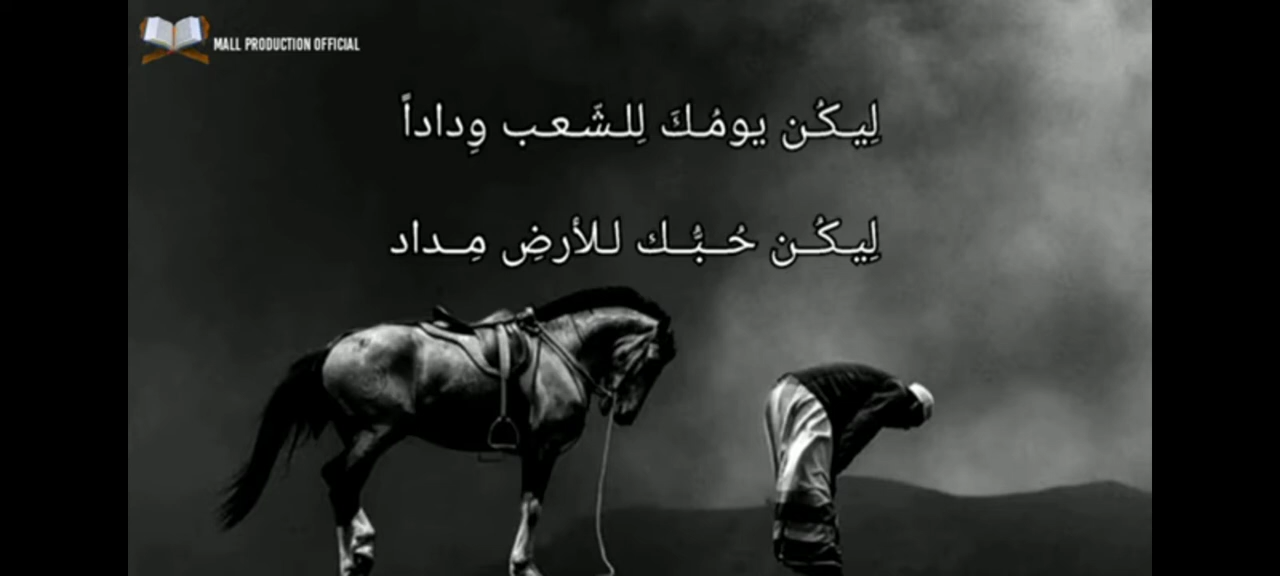 MALL PRODUCTION OFFICIAL
لِيكُن يومُكَ لِلشّعب وِداداً
لِيكُن حُبُّك للأرضِ مِداد